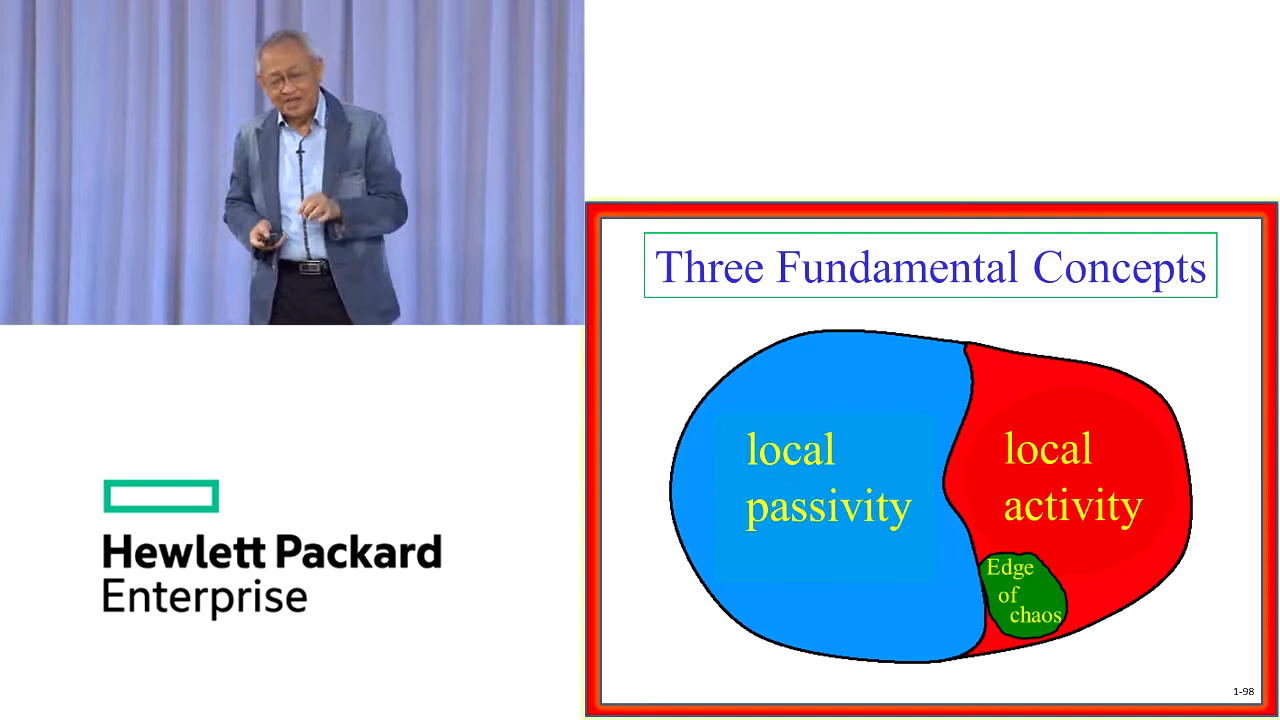 Three Fundamental Concepts
local
passivity
local
activity
Edge
of
chaos
1-98
Hewlett Packard
Enterprise